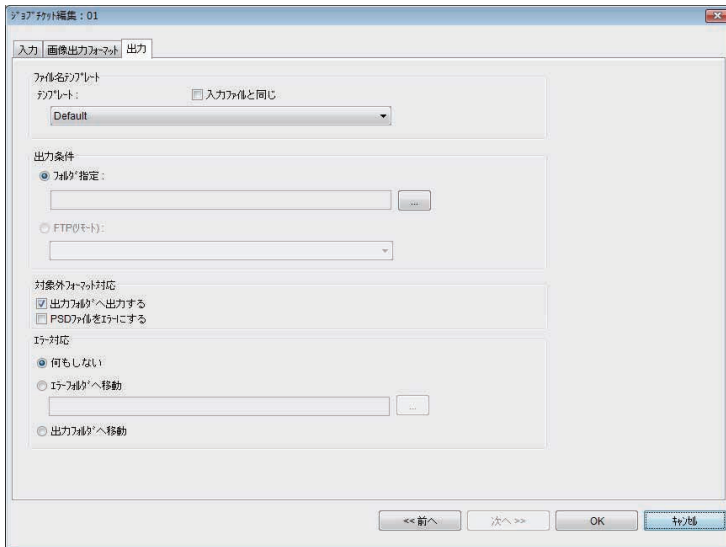 ｼﾞｮﾌﾞﾁｹｯﾄ編集：01
入力 画像出力ﾌｫｰﾏｯﾄ 出力
ﾌｧｲﾙ名ﾃﾝﾌﾟﾚｰﾄ
ﾃﾝﾌﾟﾚｰﾄ： 入力ﾌｧｲﾙと同じ
Default
出力条件
ﾌｫﾙﾀﾞ指定：
...
FTP(ﾘﾓｰﾄ)：
対象外ﾌｫｰﾏｯﾄ対応
出力ﾌｫﾙﾀﾞへ出力する
PSDﾌｧｲﾙをｴﾗｰにする
ｴﾗｰ対応
何もしない
ｴﾗｰﾌｫﾙﾀﾞへ移動
...
出力ﾌｫﾙﾀﾞへ移動
<<前へ 次へ>> OK ｷｬﾝｾﾙ